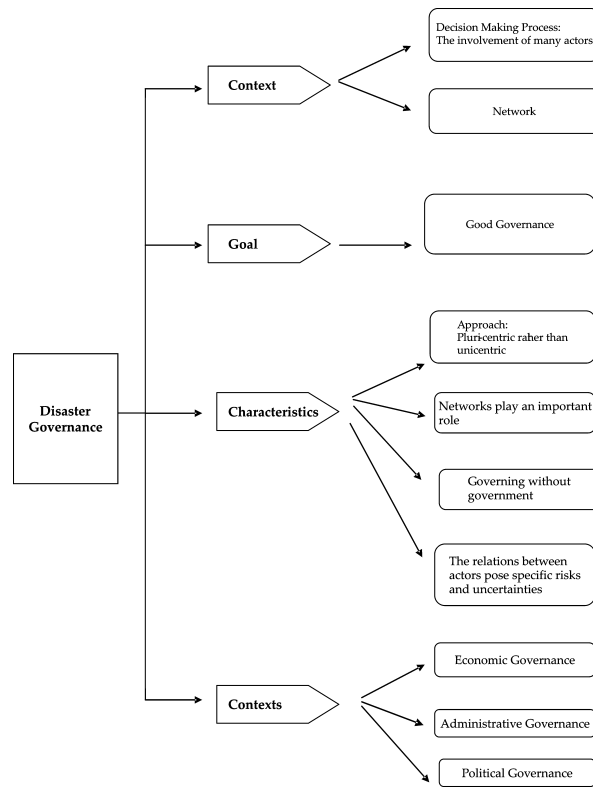 Decision Making Process:
The involvement of many actors
Context
Network
Goal
Good Governance
Approach:
Pluri-centric raher than
unicentric
Disaster
Governance
Characteristics
Networks play an important
role
Governing without
government
The relations between
actors pose specific risks
and uncertainties
Economic Governance
Contexts
Administrative Governance
Political Governance